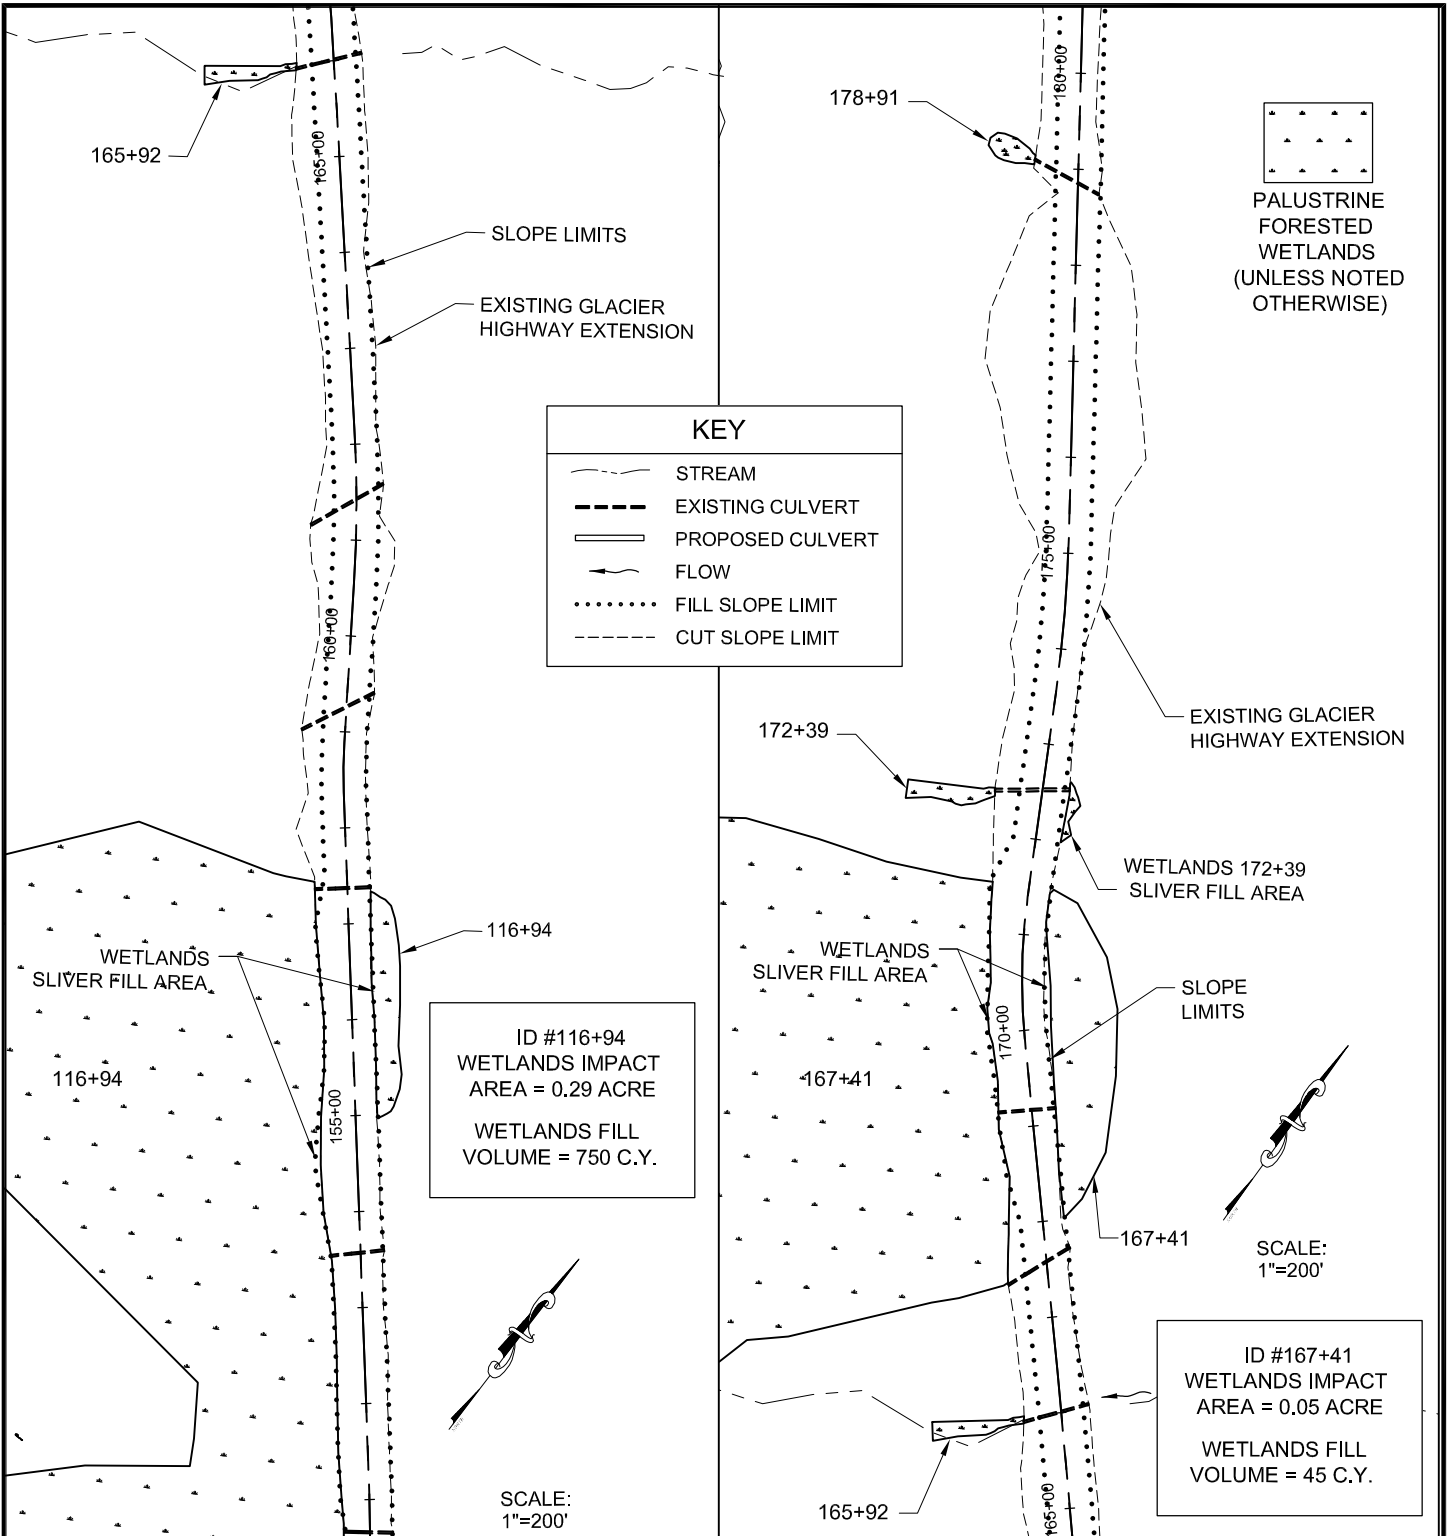 165+92
165+00
SLOPE LIMITS
EXISTING GLACIER
HIGHWAY EXTENSION
160+00
116+94
WETLANDS
SLIVER FILL AREA
116+94
155+00
ID #116+94
WETLANDS IMPACT
AREA = 0.29 ACRE
WETLANDS FILL
VOLUME = 750 C.Y.
SCALE:
1"=200'
KEY
STREAM
EXISTING CULVERT
PROPOSED CULVERT
FLOW
FILL SLOPE LIMIT
CUT SLOPE LIMIT
180+00
178+91
PALUSTRINE
FORESTED
WETLANDS
(UNLESS NOTED
OTHERWISE)
175+00
EXISTING GLACIER
HIGHWAY EXTENSION
172+39
WETLANDS 172+39
SLIVER FILL AREA
WETLANDS
SLIVER FILL AREA
SLOPE
LIMITS
170+00
167+41
167+41
SCALE:
1"=200'
ID #167+41
WETLANDS IMPACT
AREA = 0.05 ACRE
WETLANDS FILL
VOLUME = 45 C.Y.
165+92
165+00